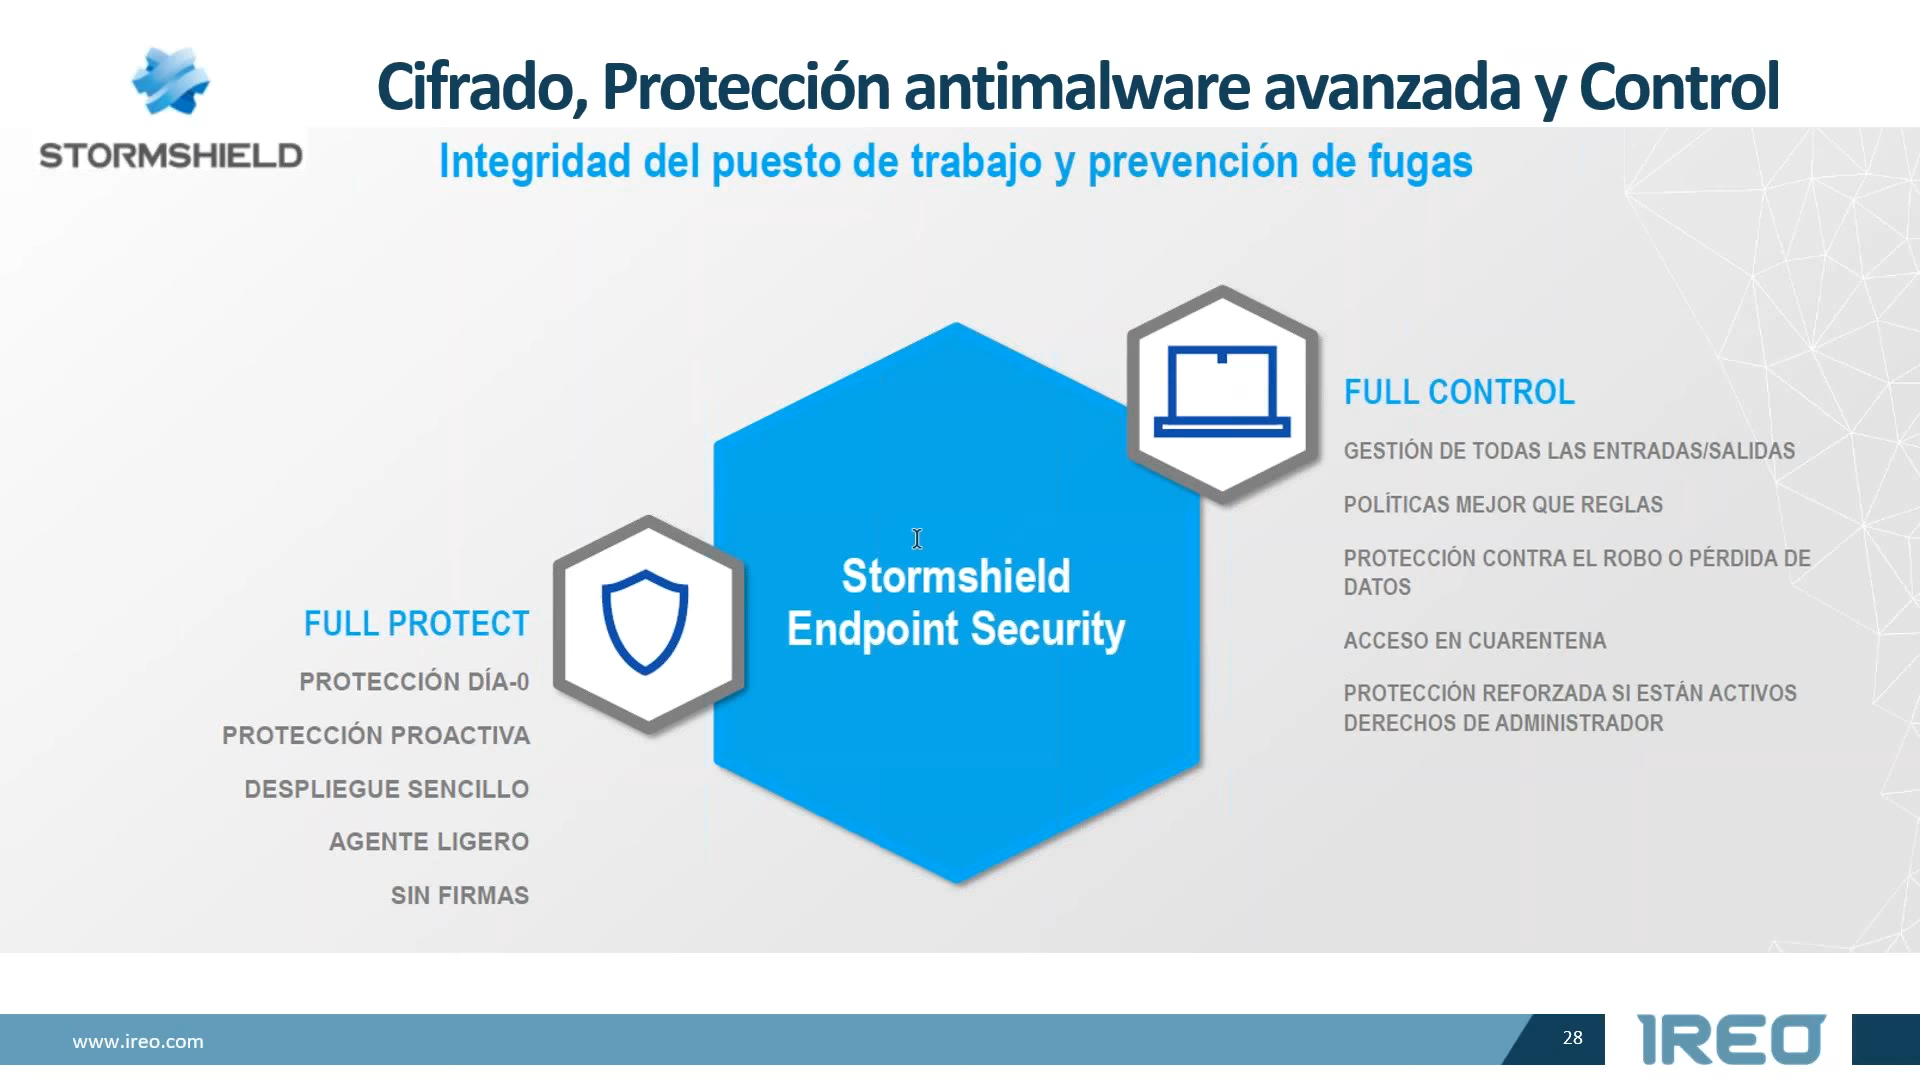 Cifrado, Protección antimalware avanzada y Control
STORMSHIELD
Integridad del puesto de trabajo y prevención de fugas
FULL CONTROL
GESTIÓN DE TODAS LAS ENTRADAS/SALIDAS
POLÍTICAS MEJOR QUE REGLAS
PROTECCIÓN CONTRA EL ROBO O PÉRDIDA DE
DATOS
ACCESO EN CUARENTENA
PROTECCIÓN REFORZADA SI ESTÁN ACTIVOS
DERECHOS DE ADMINISTRADOR
Stormshield
Endpoint Security
FULL PROTECT
PROTECCIÓN DÍA-0
PROTECCIÓN PROACTIVA
DESPLIEGUE SENCILLO
AGENTE LIGERO
SIN FIRMAS
www.ireo.com
28
IREO